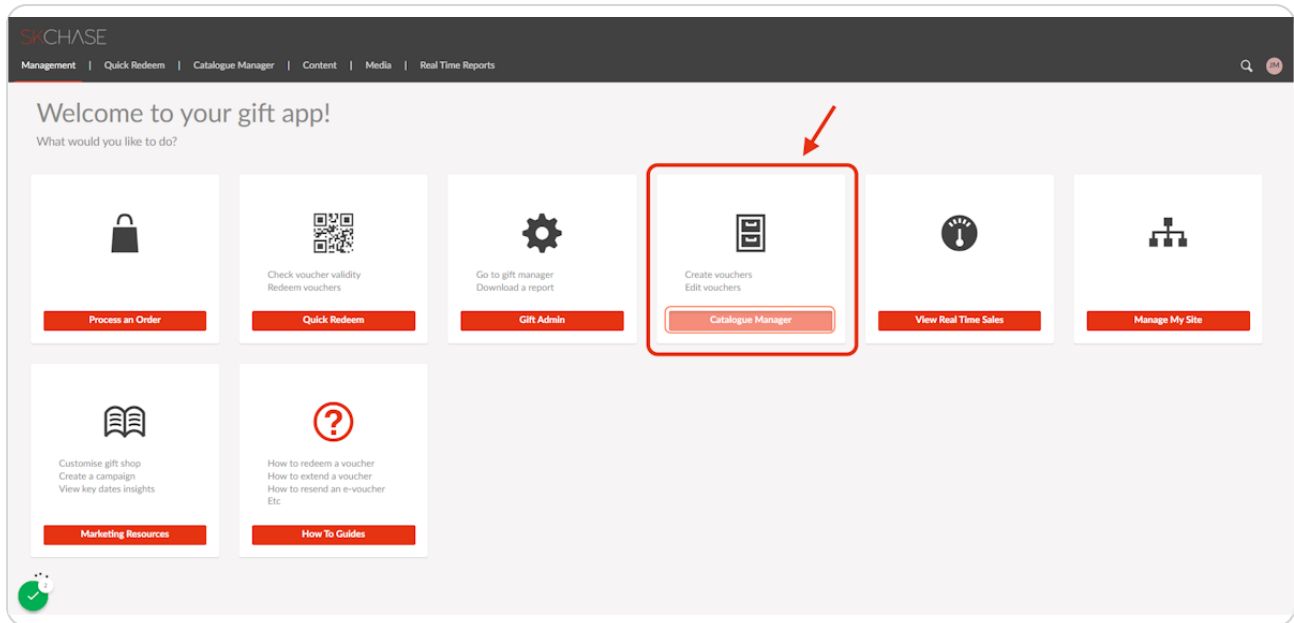 SKCHASE
Management | Quick Redeem | Catalogue Manager | Content | Media | Real Time Reports
JM
Welcome to your gift app!
What would you like to do?
Process an Order
Check voucher validity
Redeem vouchers
Quick Redeem
Go to gift manager
Download a report
Gift Admin
Create vouchers
Edit vouchers
Catalogue Manager
View Real Time Sales
Manage My Site
Customise gift shop
Create a campaign
View key dates insights
Marketing Resources
?
How to redeem a voucher
How to extend a voucher
How to resend an e-voucher
Etc
How To Guides
2